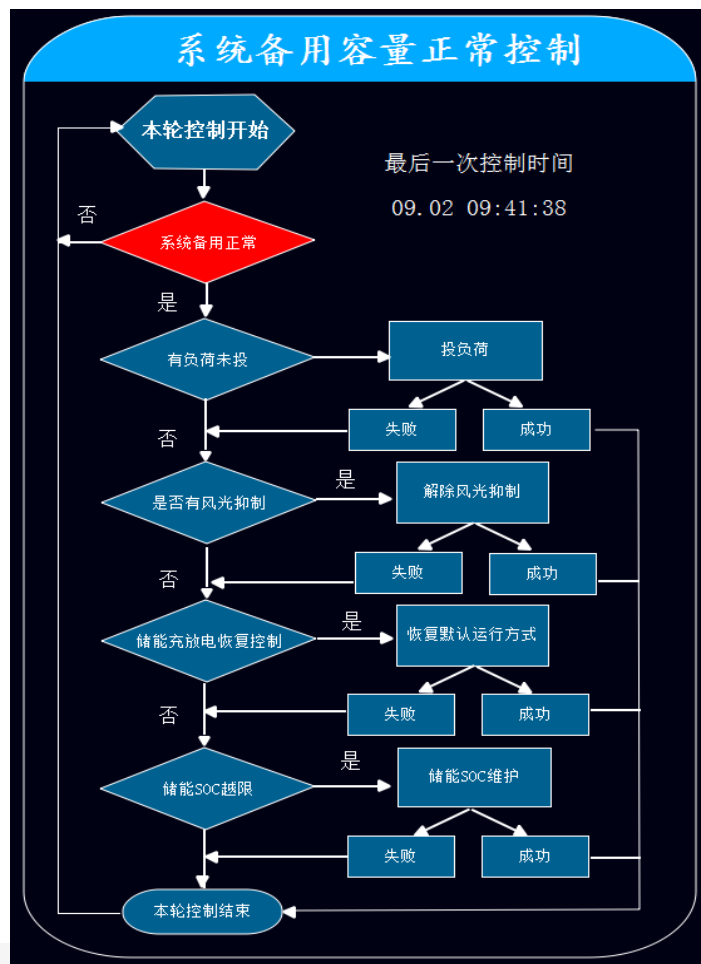 系统备用容量正常控制
本轮控制开始
最后一次控制时间
09.02 09:41:38
否
系统备用正常
是
有负荷未投
投负荷
失败
成功
否
是否有风光抑制
是
解除风光抑制
失败
成功
否
储能充放电恢复控制
是
恢复默认运行方式
失败
成功
否
储能SOC越限
是
储能SOC维护
失败
成功
本轮控制结束